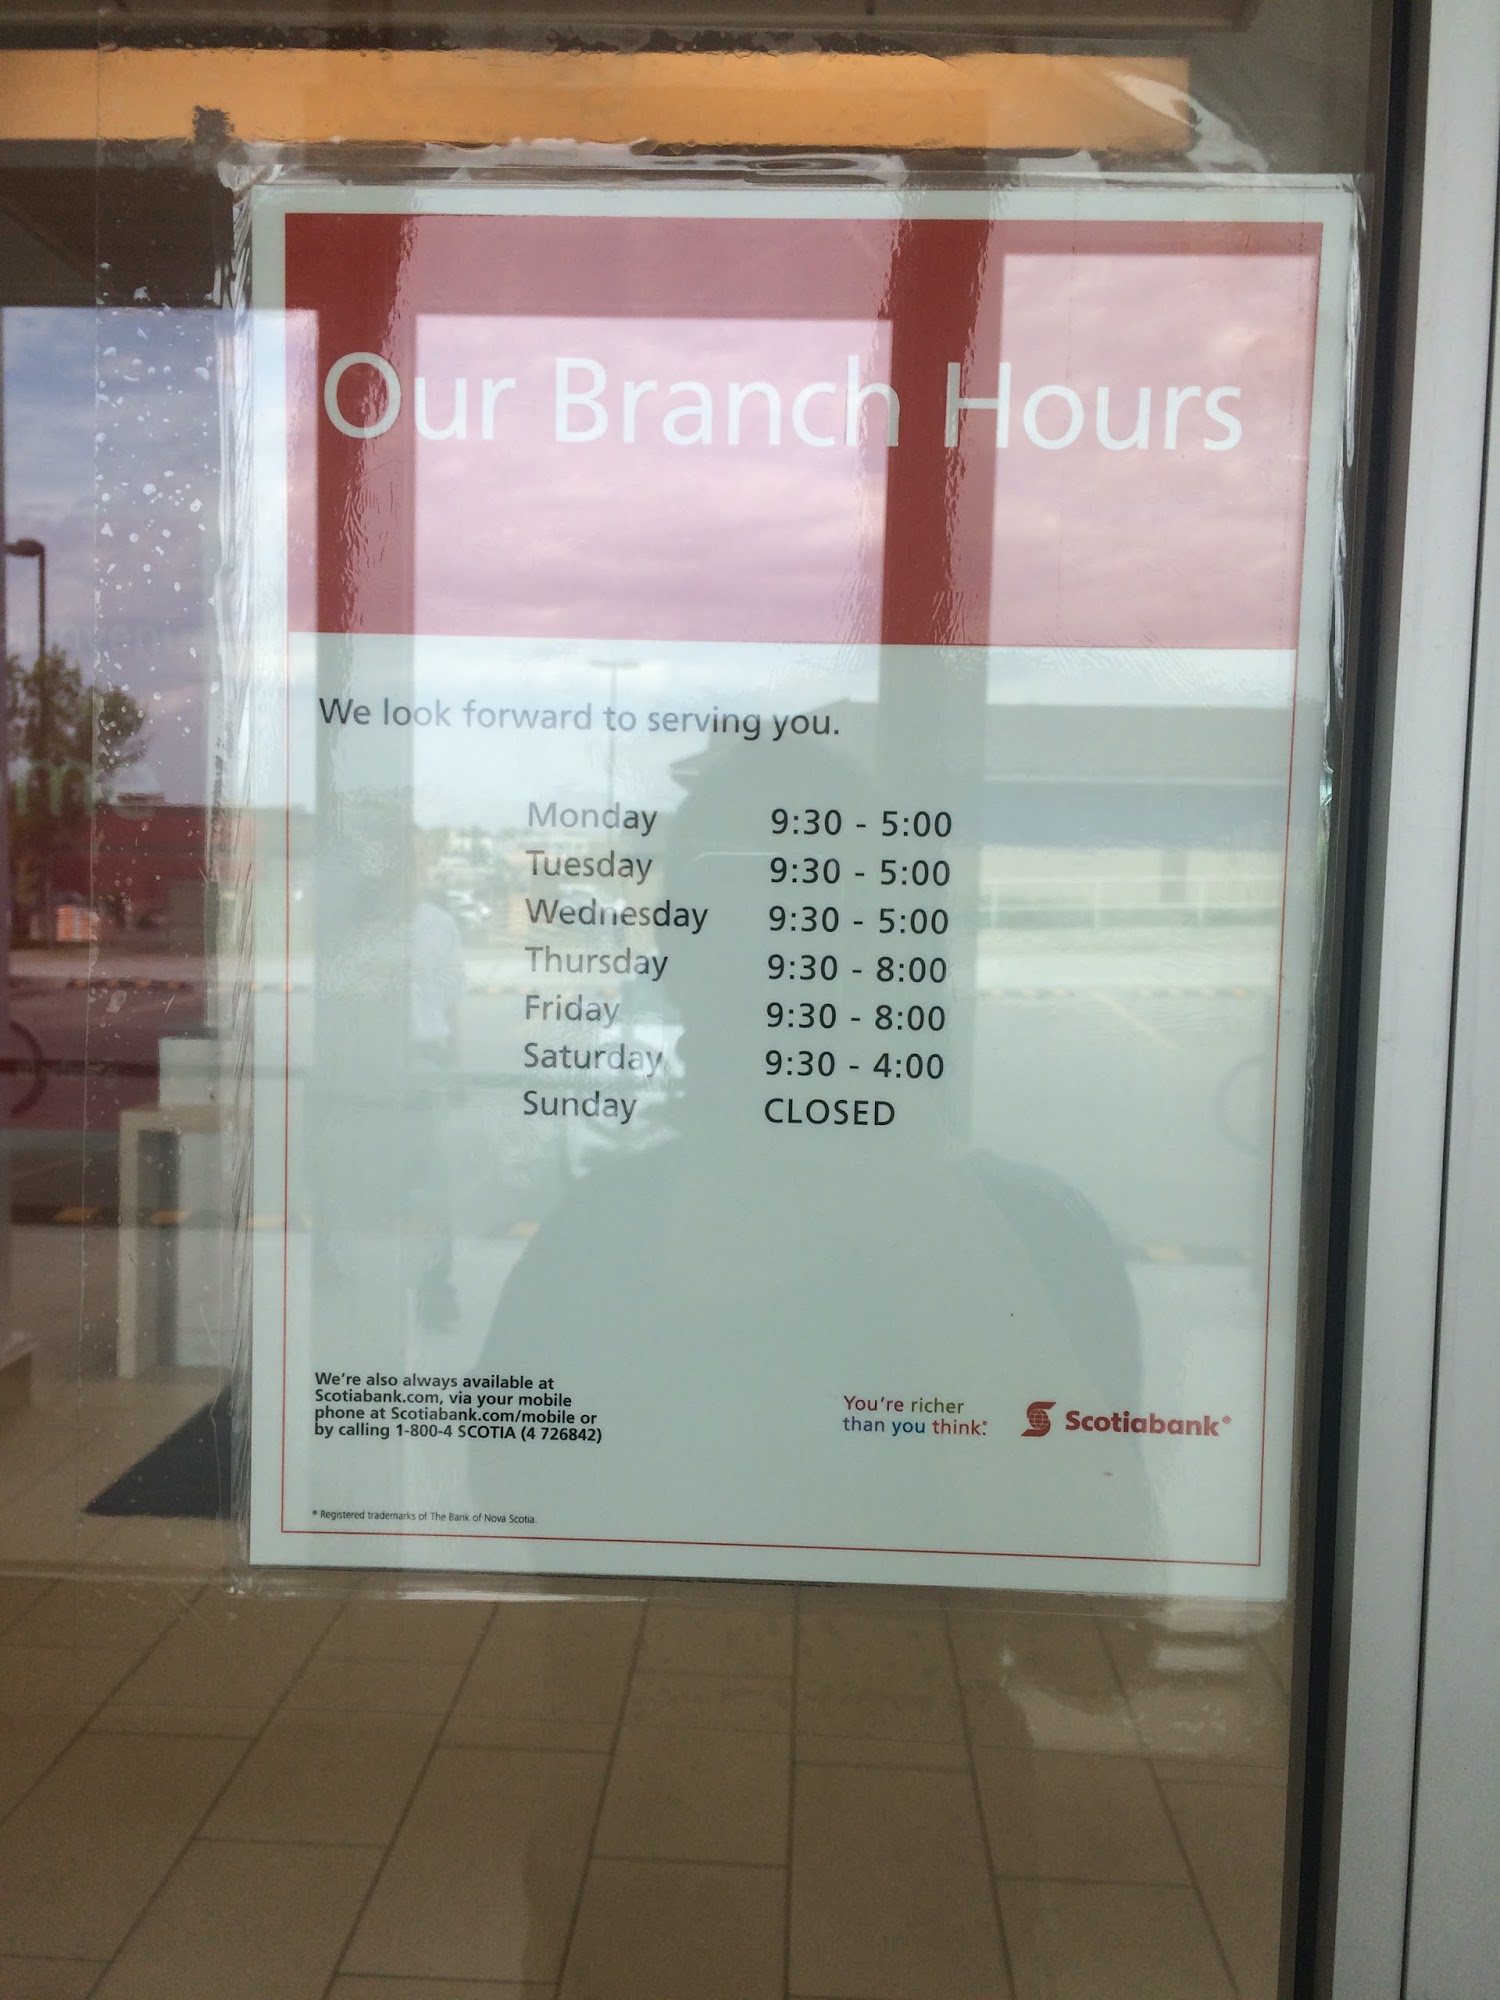 Our Branch Hours
We look forward to serving you.
Monday 9:30 - 5:00
Tuesday 9:30 - 5:00
Wednesday 9:30 - 5:00
Thursday 9:30 - 8:00
Friday 9:30 - 8:00
Saturday 9:30 - 4:00
Sunday CLOSED
We're also always available at
Scotiabank.com, via your mobile
phone at Scotiabank.com/mobile or
by calling 1-800-4 SCOTIA (4 726842)
You're richer
than you think.*
Scotiabank®
® Registered trademarks of The Bank of Nova Scotia.